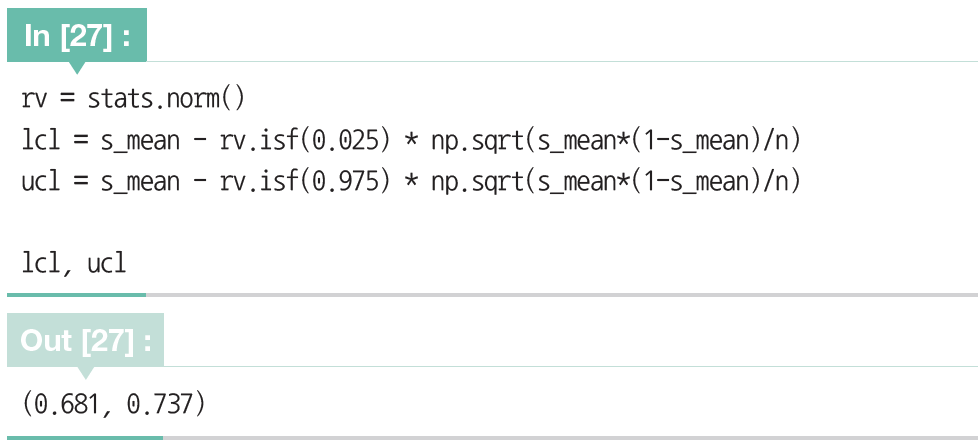 In [27] :
rv = stats.norm()
lcl = s_mean - rv.isf(0.025) * np.sqrt(s_mean*(1-s_mean)/n)
ucl = s_mean - rv.isf(0.975) * np.sqrt(s_mean*(1-s_mean)/n)
lcl, ucl
Out [27] :
(0.681, 0.737)